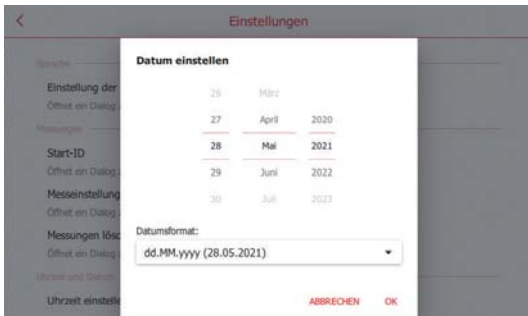 Einstellungen
Sprache
Einstellung der
Öffnet ein Dialog
Messungen
Start-ID
Öffnet ein Dialog
Messeinstellung
Öffnet ein Dialog
Messungen lösc
Öffnet ein Dialog
Uhrzeit und Datum
Uhrzeit einstelle
Datum einstellen
26 März
27 April 2020
28 Mai 2021
29 Juni 2022
30 Juli 2023
Datumsformat:
dd.MM.yyyy (28.05.2021)
ABBRECHEN OK